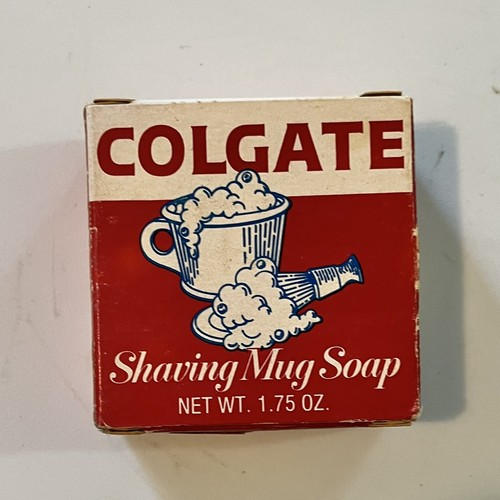 COLGATE
Shaving Mug Soap
NET WT. 1.75 OZ.